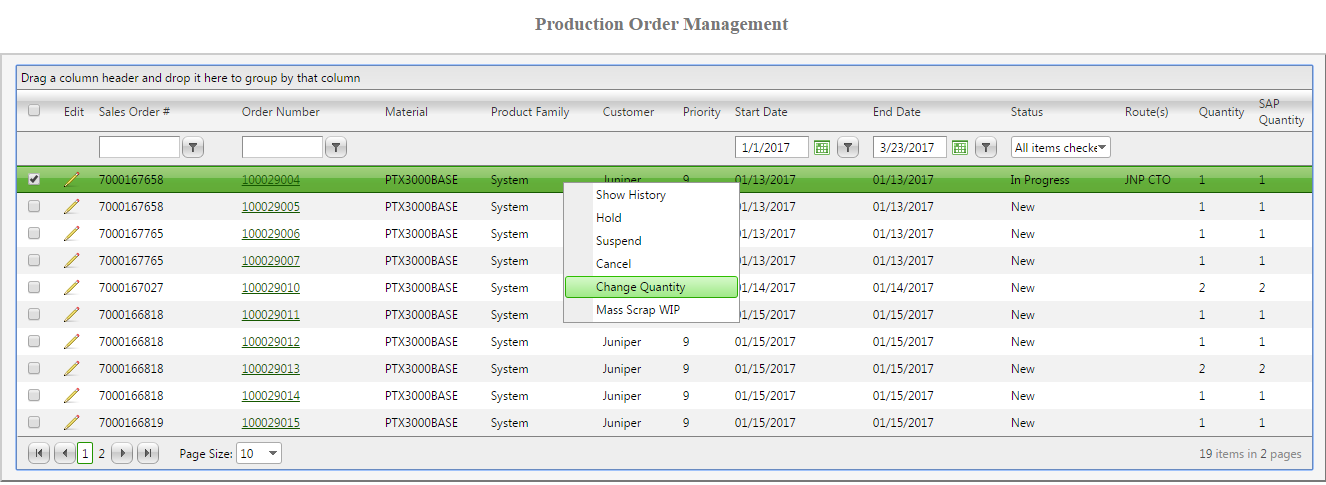 Production Order Management
Drag a column header and drop it here to group by that column
Edit Sales Order # Order Number Material Product Family Customer Priority Start Date End Date Status Route(s) Quantity SAP Quantity
1/1/2017 3/23/2017 All items checke
7000167658 100029004 PTX3000BASE System Juniper 9 01/13/2017 01/13/2017 In Progress JNP CTO 1 1
7000167658 100029005 PTX3000BASE System 01/13/2017 01/13/2017 New 1 1
7000167765 100029006 PTX3000BASE System 01/13/2017 01/13/2017 New 1 1
7000167765 100029007 PTX3000BASE System 01/13/2017 01/13/2017 New 1 1
7000167027 100029010 PTX3000BASE System 01/14/2017 01/14/2017 New 2 2
7000166818 100029011 PTX3000BASE System 01/15/2017 01/15/2017 New 1 1
7000166818 100029012 PTX3000BASE System Juniper 9 01/15/2017 01/15/2017 New 1 1
7000166818 100029013 PTX3000BASE System Juniper 9 01/15/2017 01/15/2017 New 2 2
7000166818 100029014 PTX3000BASE System Juniper 9 01/15/2017 01/15/2017 New 1 1
7000166819 100029015 PTX3000BASE System Juniper 9 01/15/2017 01/15/2017 New 1 1
Show History
Hold
Suspend
Cancel
Change Quantity
Mass Scrap WIP
1 2 Page Size: 10 19 items in 2 pages